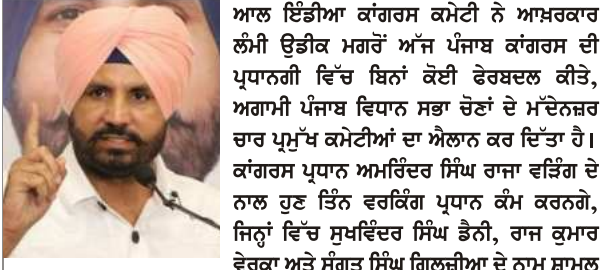 ਆਲ ਇੰਡੀਆ ਕਾਂਗਰਸ ਕਮੇਟੀ ਨੇ ਆਖ਼ਰਕਾਰ
ਲੰਮੀ ਉਡੀਕ ਮਗਰੋਂ ਅੱਜ ਪੰਜਾਬ ਕਾਂਗਰਸ ਦੀ
ਪ੍ਰਧਾਨਗੀ ਵਿੱਚ ਬਿਨਾਂ ਕੋਈ ਫੇਰਬਦਲ ਕੀਤੇ,
ਅਗਾਮੀ ਪੰਜਾਬ ਵਿਧਾਨ ਸਭਾ ਚੋਣਾਂ ਦੇ ਮੱਦੇਨਜ਼ਰ
ਚਾਰ ਪ੍ਰਮੁੱਖ ਕਮੇਟੀਆਂ ਦਾ ਐਲਾਨ ਕਰ ਦਿੱਤਾ ਹੈ।
ਕਾਂਗਰਸ ਪ੍ਰਧਾਨ ਅਮਰਿੰਦਰ ਸਿੰਘ ਰਾਜਾ ਵੜਿੰਗ ਦੇ
ਨਾਲ ਹੁਣ ਤਿੰਨ ਵਰਕਿੰਗ ਪ੍ਰਧਾਨ ਕੰਮ ਕਰਨਗੇ,
ਜਿਨ੍ਹਾਂ ਵਿੱਚ ਸੁਖਵਿੰਦਰ ਸਿੰਘ ਡੈਨੀ, ਰਾਜ ਕੁਮਾਰ
ਵੇਰਕਾ ਅਤੇ ਸੰਗਤ ਸਿੰਘ ਗਿਲਜ਼ੀਆ ਦੇ ਨਾਮ ਸ਼ਾਮਲ